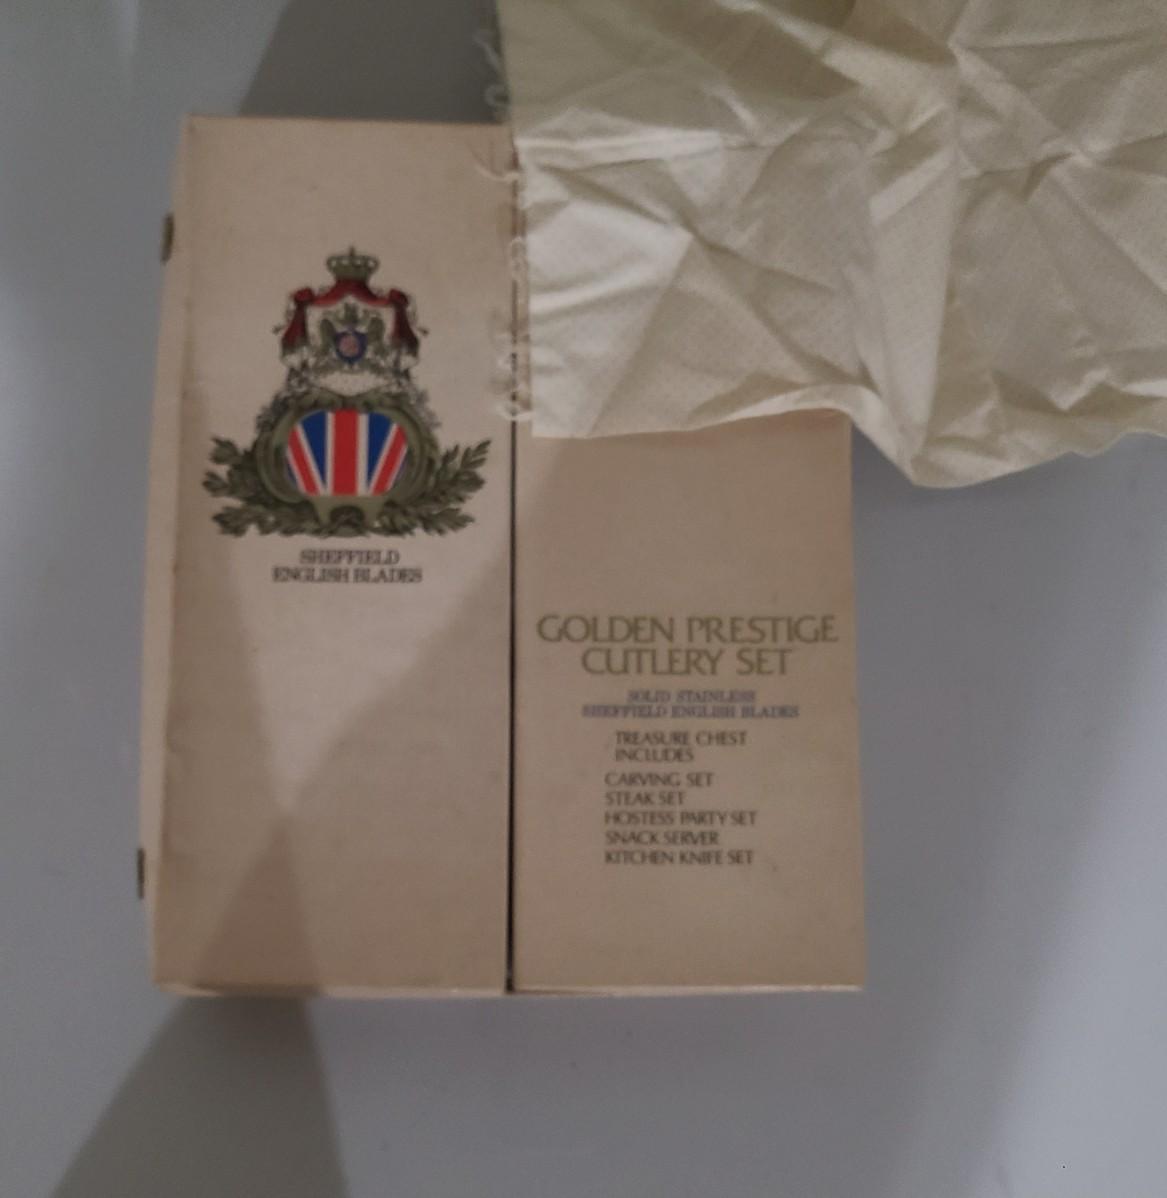 SHEFFIELD
ENGLISH BLADES
GOLDEN PRESTIGE
CUTLERY SET
SOLID STAINLESS
SHEFFIELD ENGLISH BLADES
TREASURE CHEST
INCLUDES
CARVING SET
STEAK SET
HOSTESS PARTY SET
SNACK SERVER
KITCHEN KNIFE SET